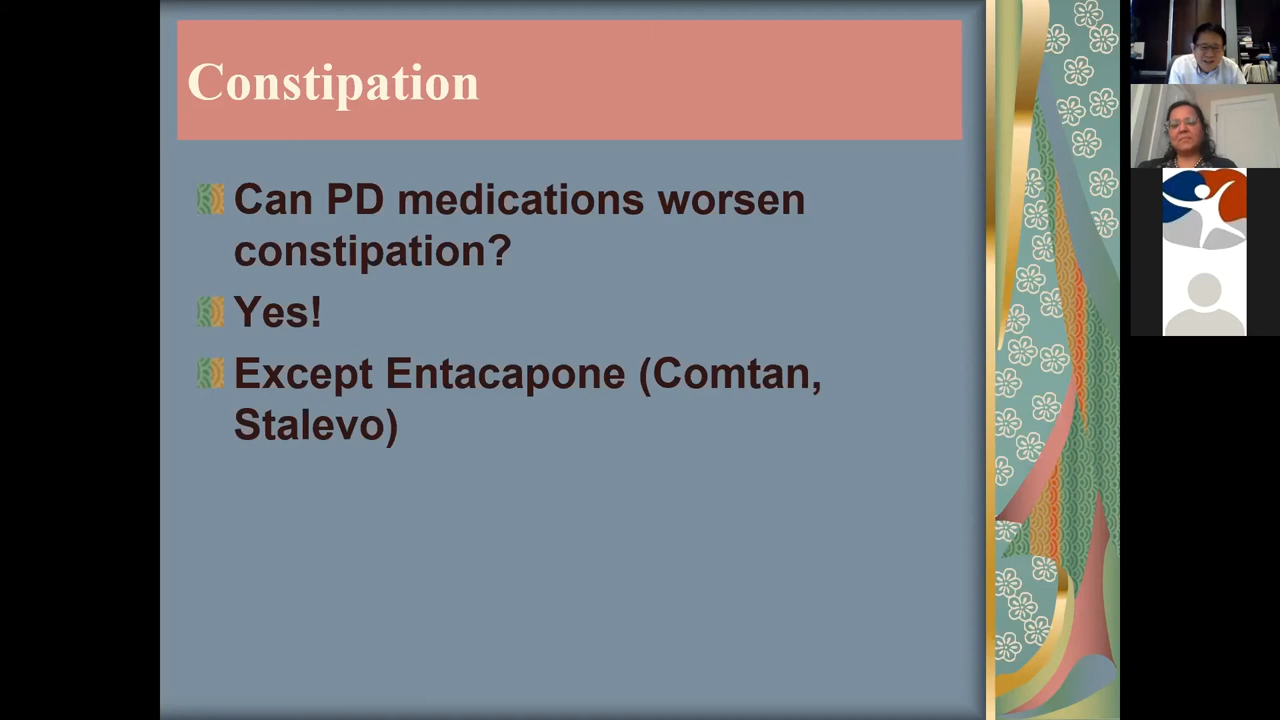 Constipation
Can PD medications worsen
constipation?
Yes!
Except Entacapone (Comtan,
Stalevo)